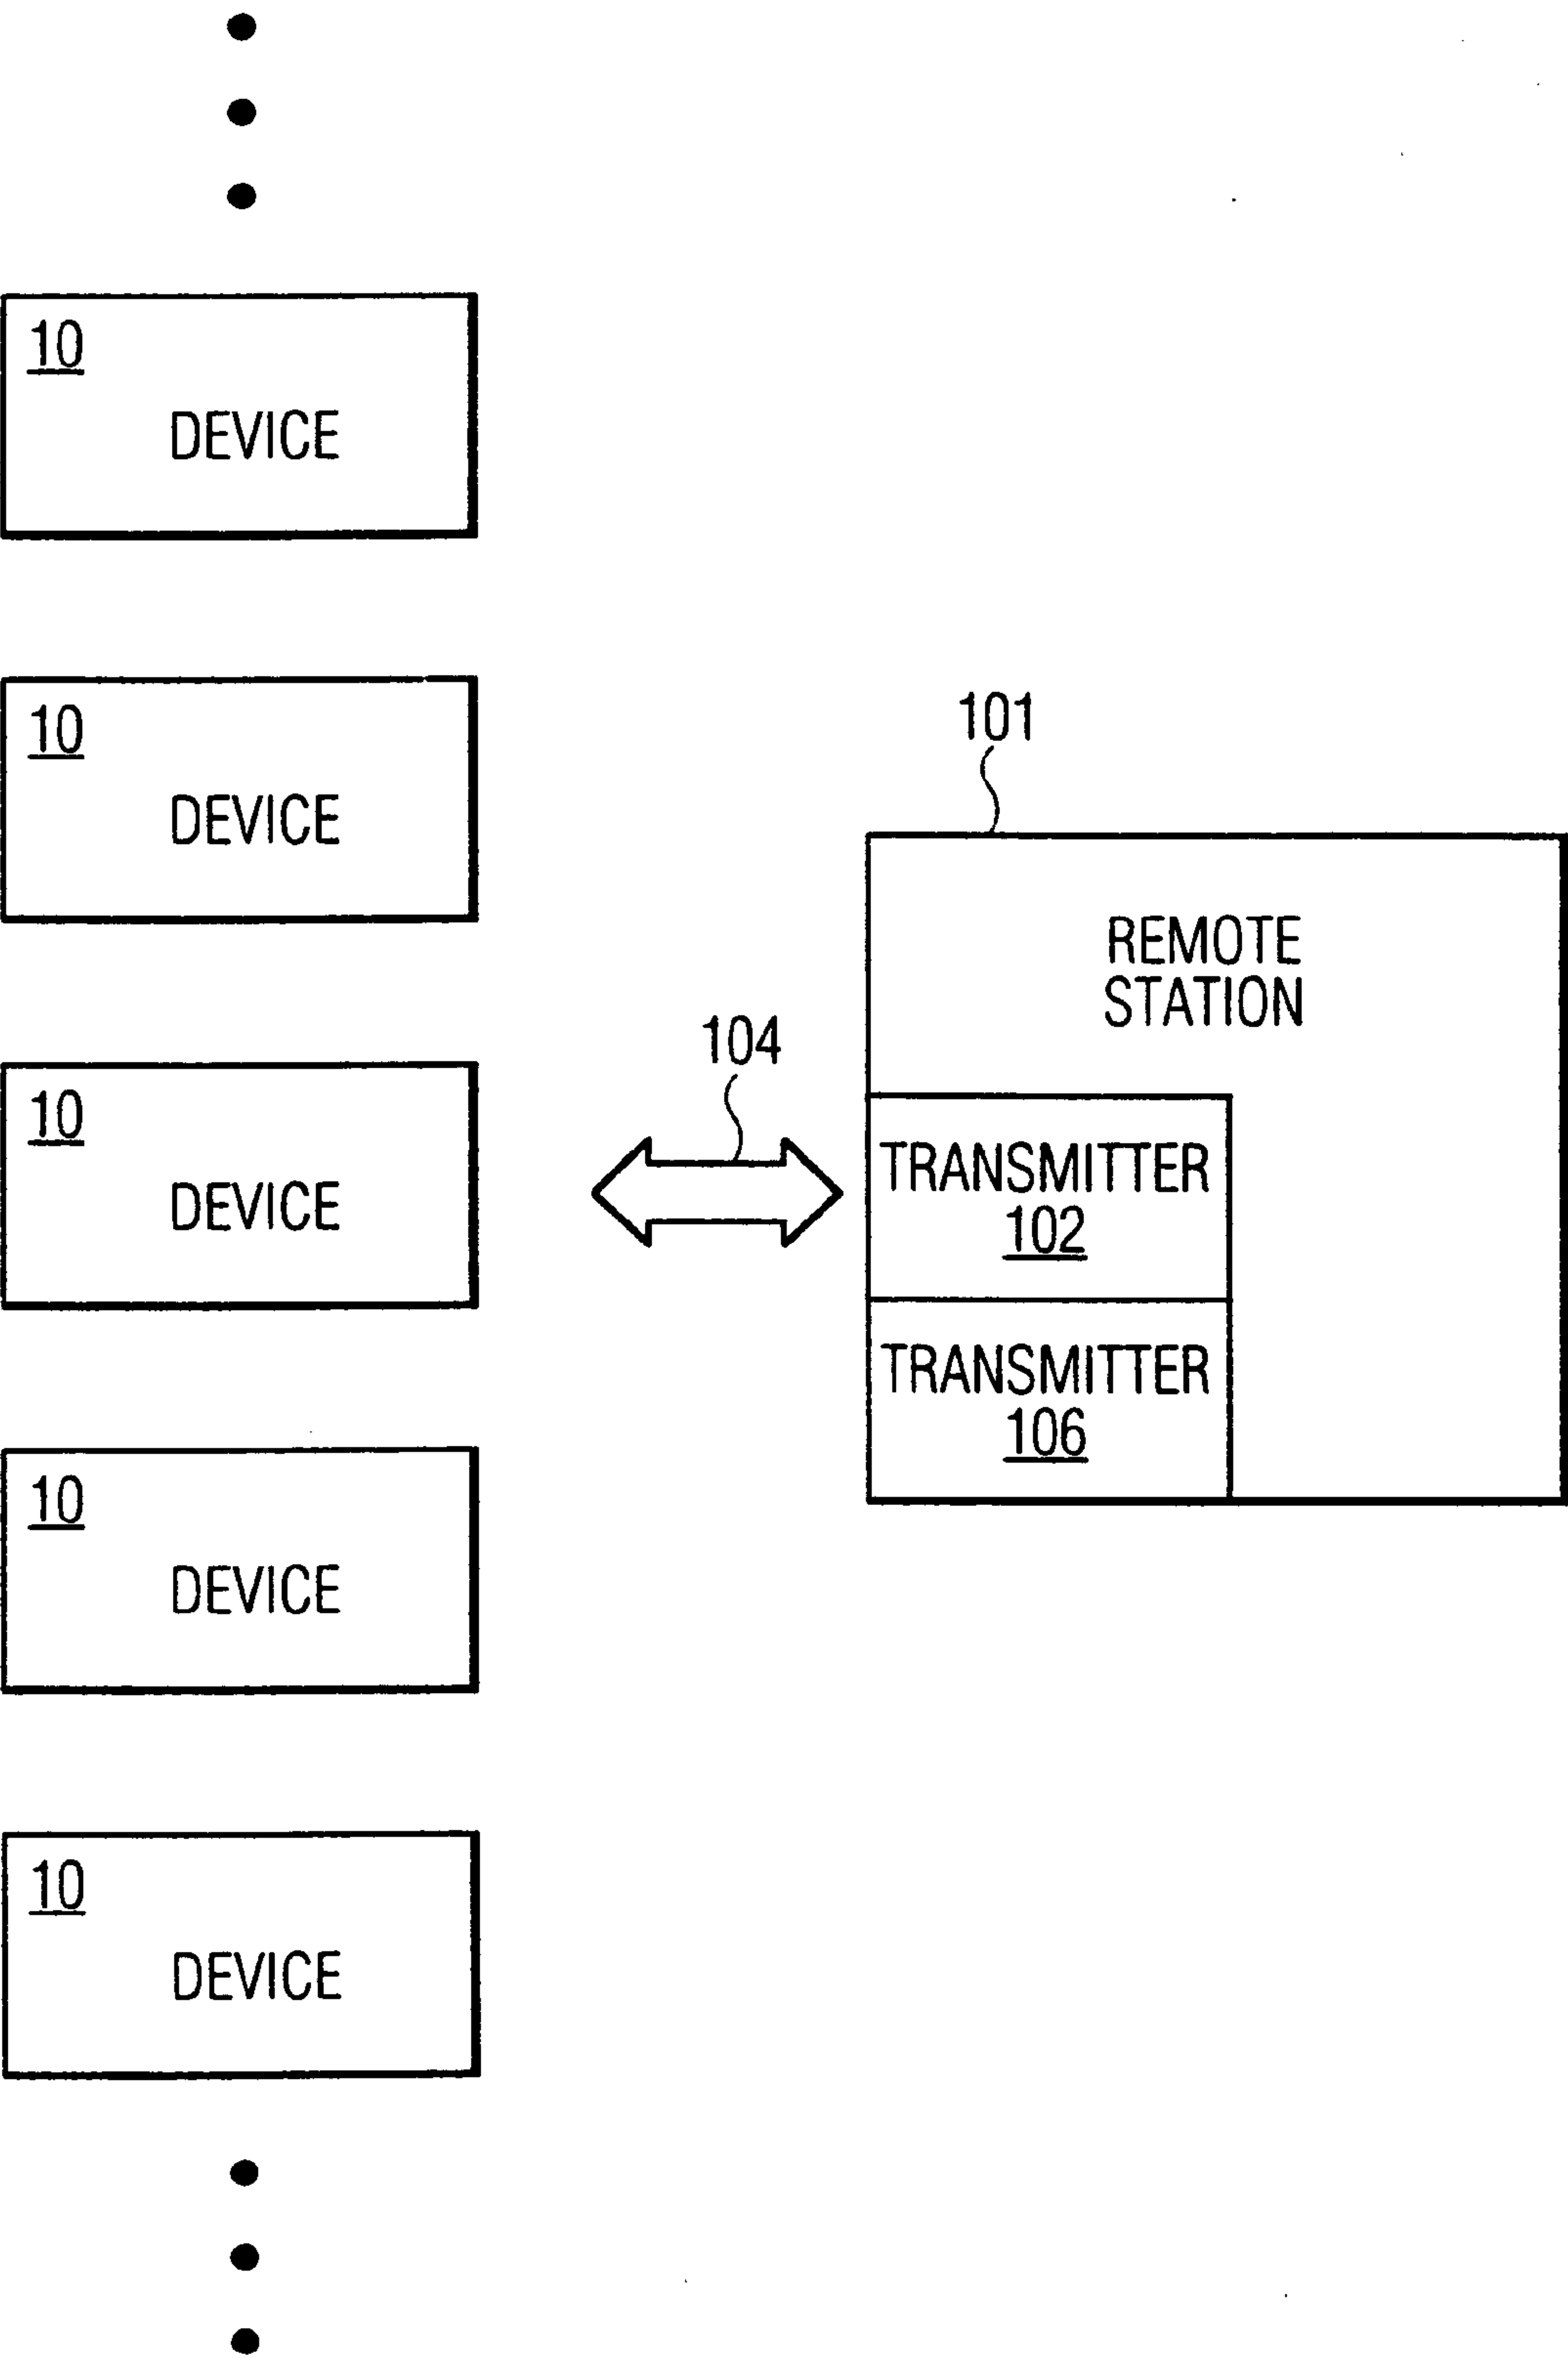 10
DEVICE
10
DEVICE
10
DEVICE
10
DEVICE
10
DEVICE
104
101
REMOTE
STATION
TRANSMITTER
102
TRANSMITTER
106